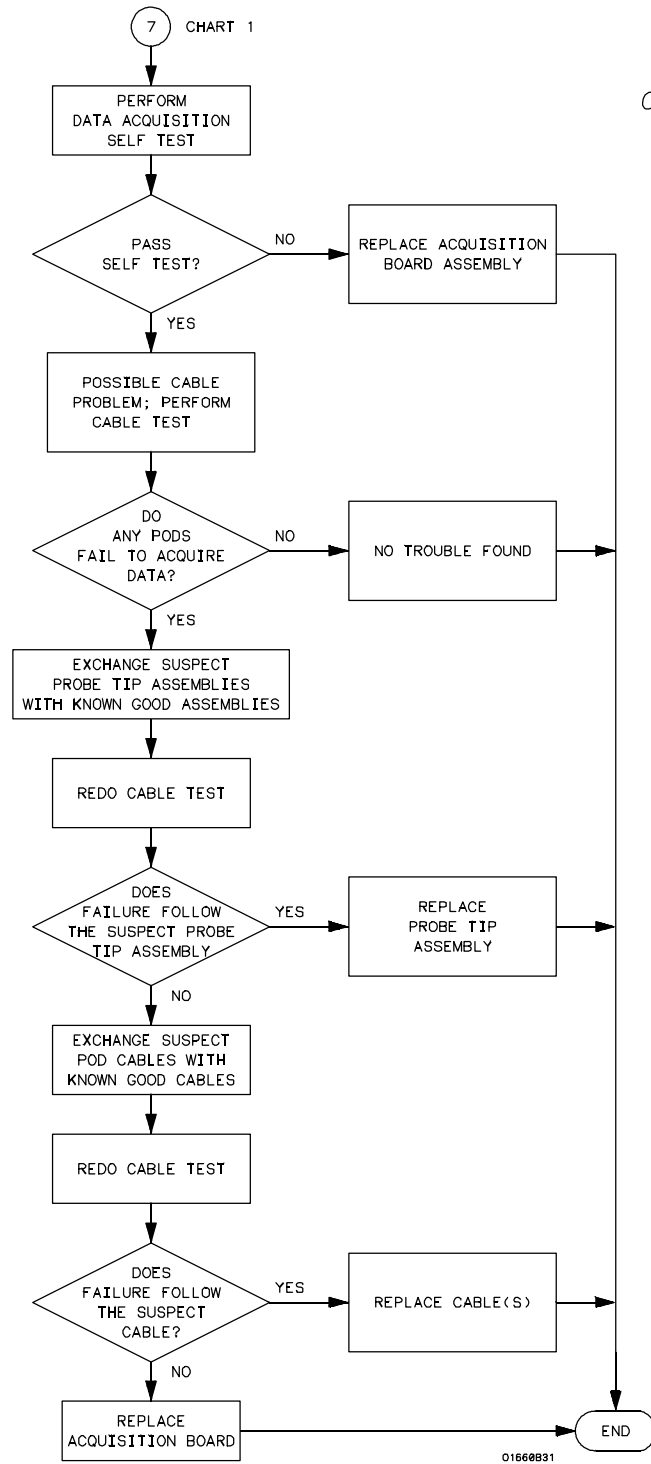 7 CHART 1
PERFORM
DATA ACQUISITION
SELF TEST
PASS
SELF TEST?
NO
REPLACE ACQUISITION
BOARD ASSEMBLY
YES
POSSIBLE CABLE
PROBLEM; PERFORM
CABLE TEST
DO
ANY PODS
FAIL TO ACQUIRE
DATA?
NO
NO TROUBLE FOUND
YES
EXCHANGE SUSPECT
PROBE TIP ASSEMBLIES
WITH KNOWN GOOD ASSEMBLIES
REDO CABLE TEST
DOES
FAILURE FOLLOW
THE SUSPECT PROBE
TIP ASSEMBLY
YES
REPLACE
PROBE TIP
ASSEMBLY
NO
EXCHANGE SUSPECT
POD CABLES WITH
KNOWN GOOD CABLES
REDO CABLE TEST
DOES
FAILURE FOLLOW
THE SUSPECT
CABLE?
YES
REPLACE CABLE(S)
NO
REPLACE
ACQUISITION BOARD
END
01660B31